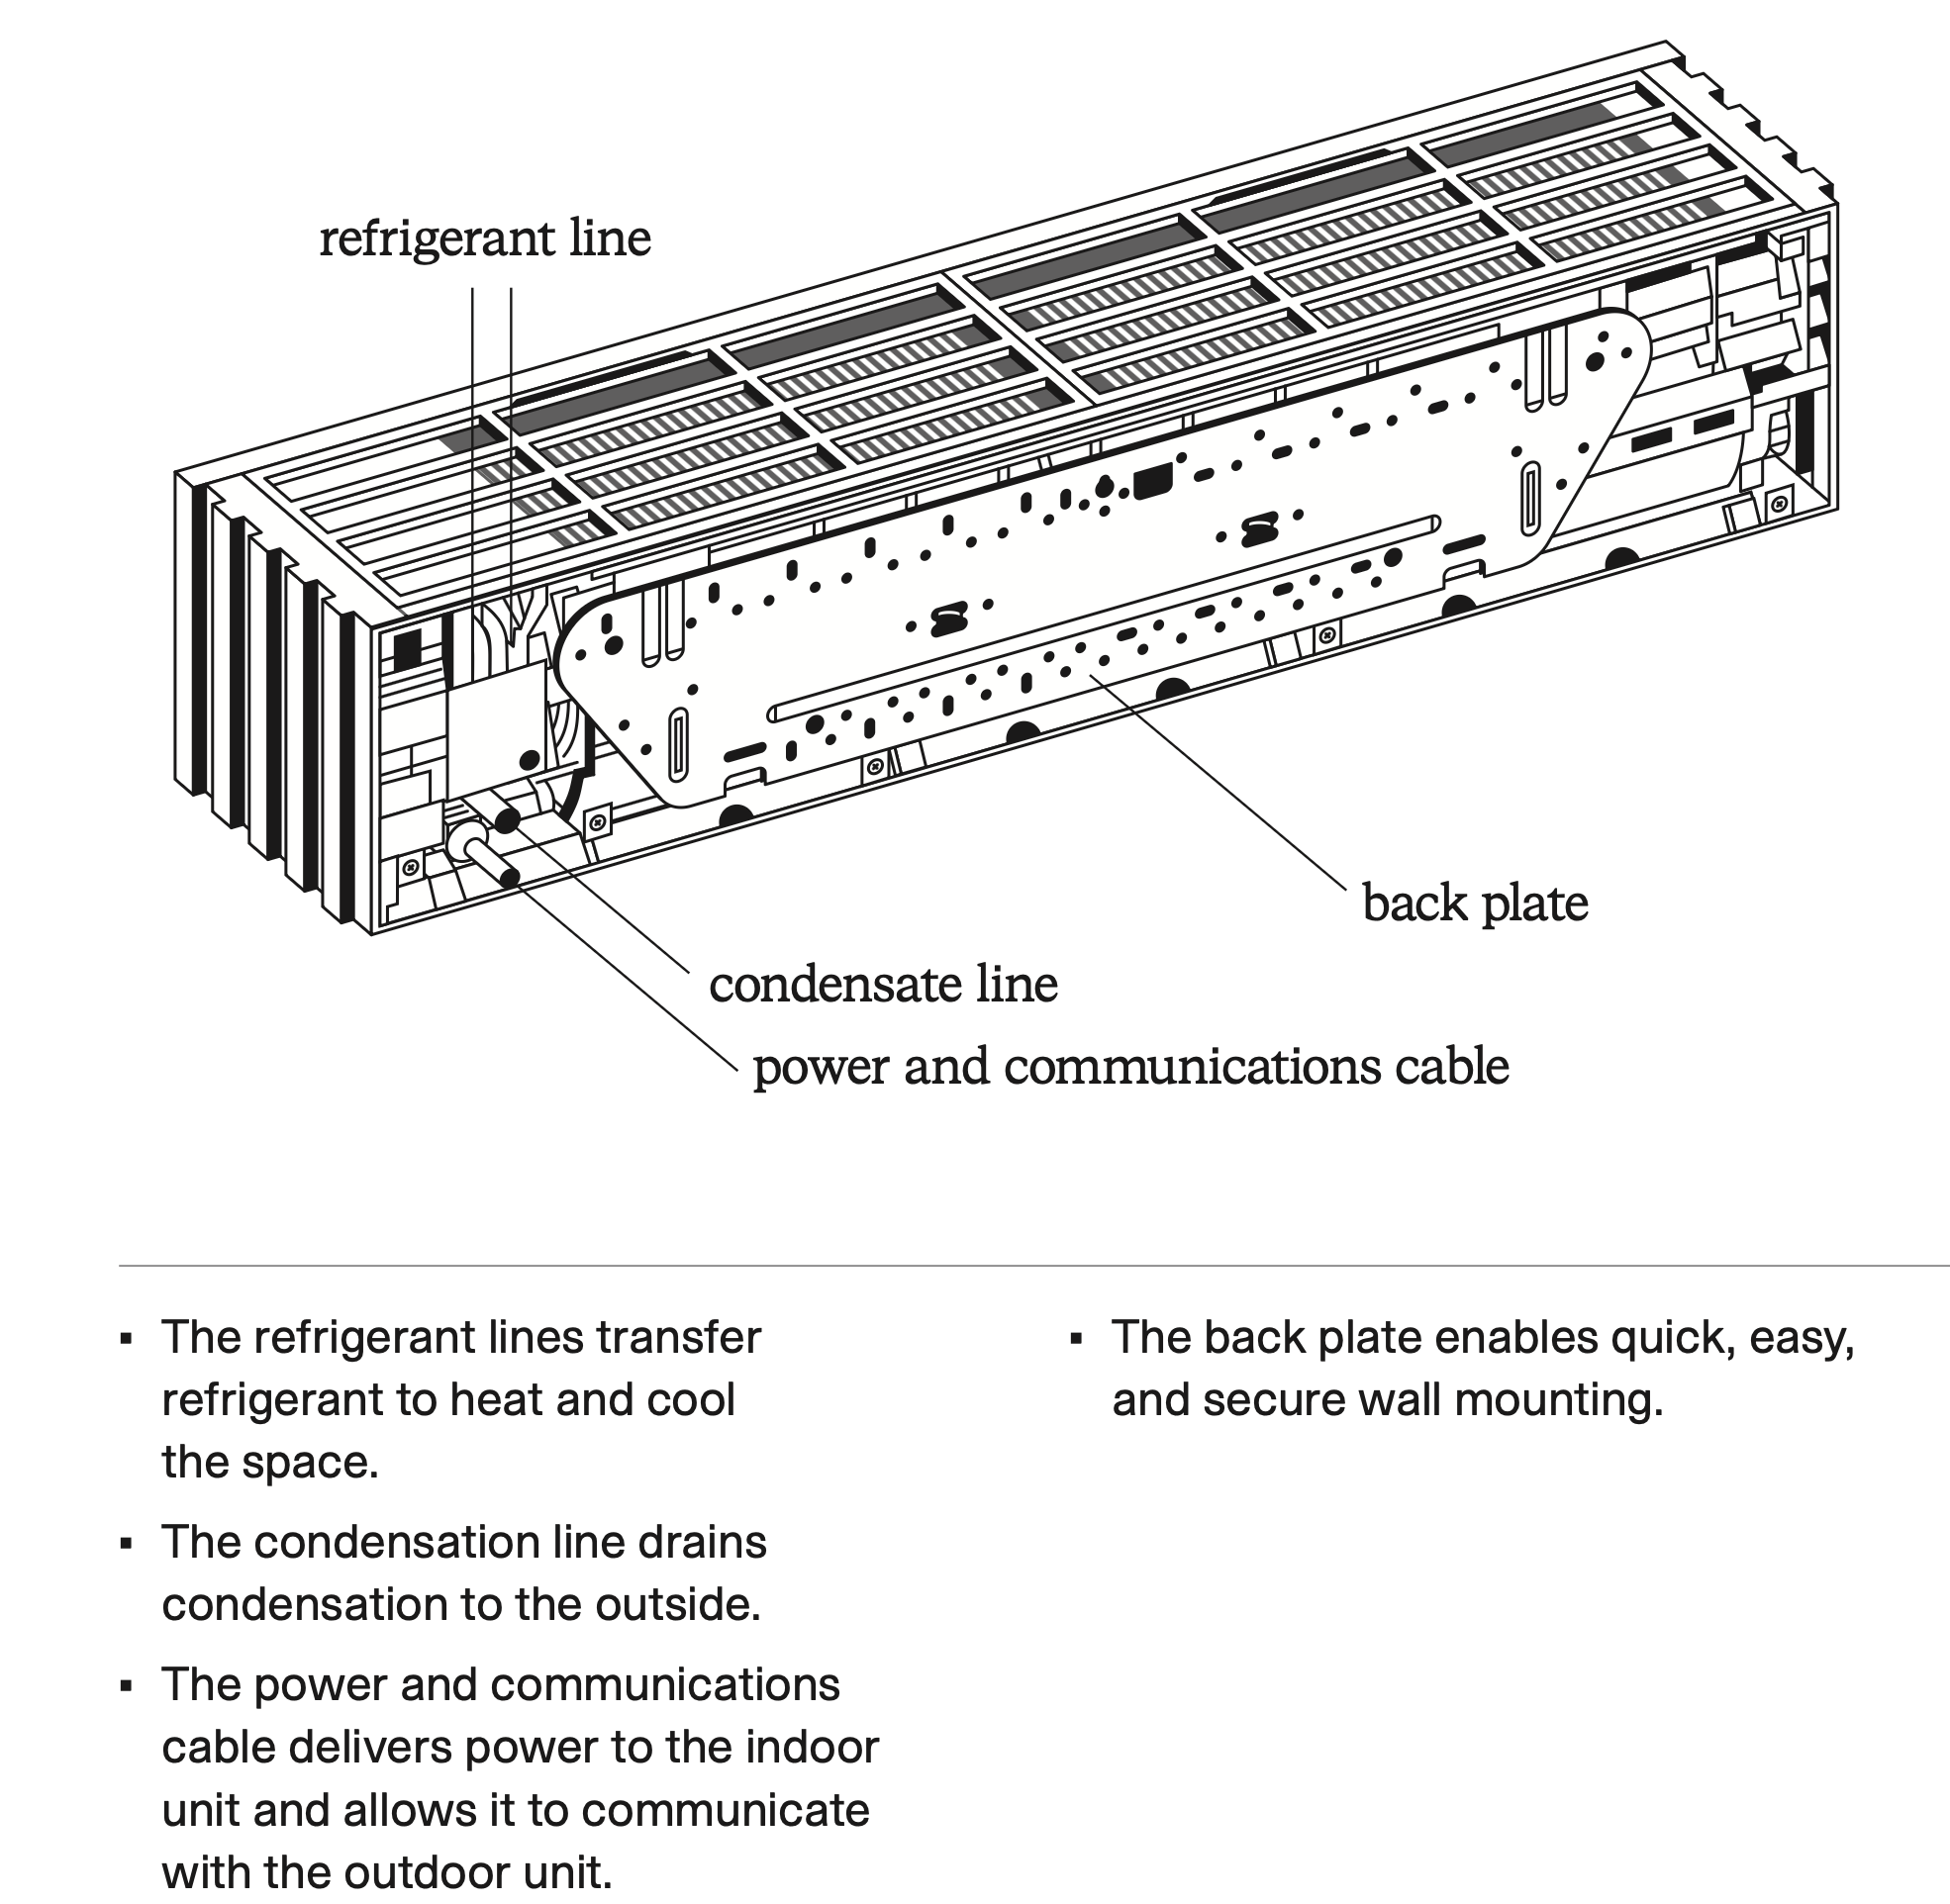 refrigerant line
back plate
condensate line
power and communications cable
▪ The refrigerant lines transfer
refrigerant to heat and cool
the space.
▪ The condensation line drains
condensation to the outside.
▪ The power and communications
cable delivers power to the indoor
unit and allows it to communicate
with the outdoor unit.
▪ The back plate enables quick, easy,
and secure wall mounting.